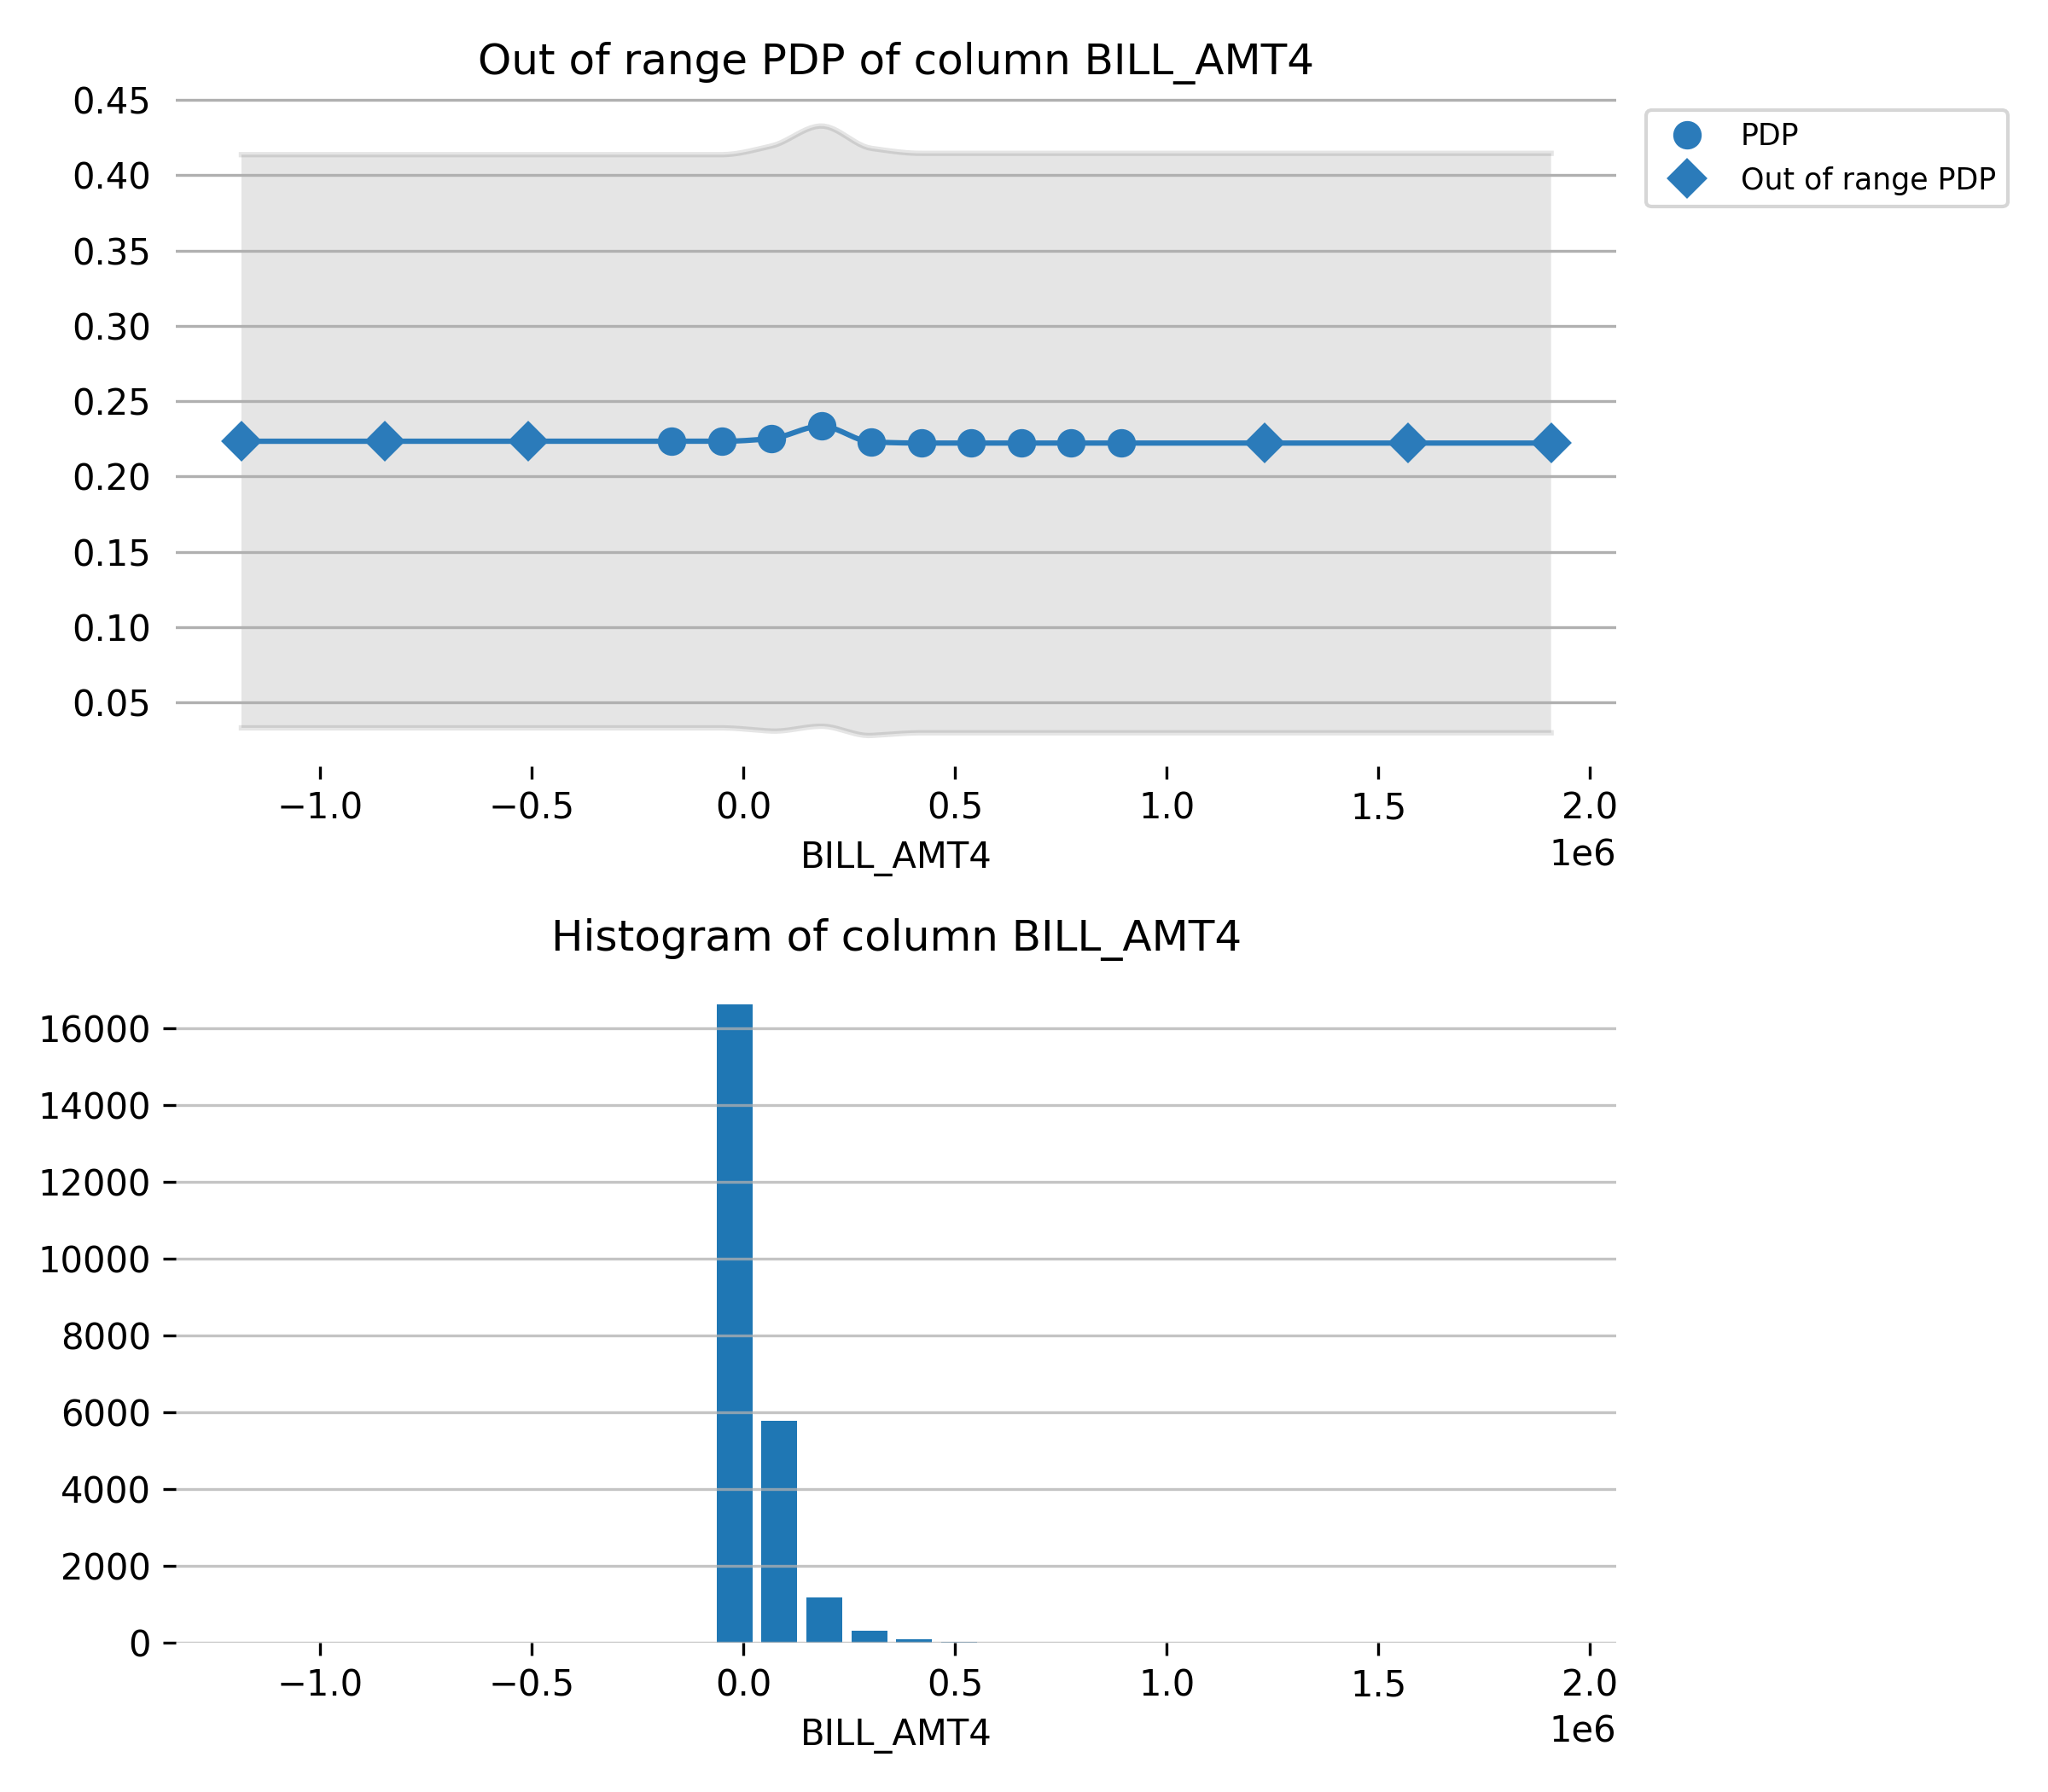 Out of range PDP of column BILL_AMT4
0.45
0.40
0.35
0.30
0.25
0.20
0.15
0.10
0.05
PDP
Out of range PDP
−1.0 −0.5 0.0 0.5 1.0 1.5 2.0
BILL_AMT4
1e6
Histogram of column BILL_AMT4
16000
14000
12000
10000
8000
6000
4000
2000
0
−1.0 −0.5 0.0 0.5 1.0 1.5 2.0
BILL_AMT4
1e6